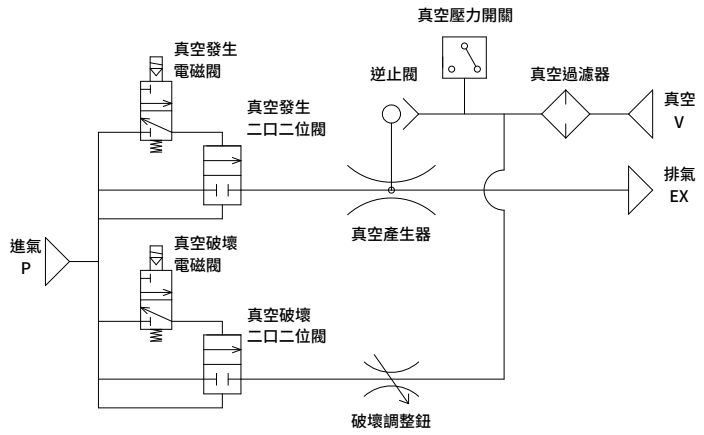 真空壓力開關
真空發生
電磁閥
逆止閥
真空過濾器
真空發生
二口二位閥
真空
V
排氣
EX
真空產生器
進氣
P
真空破壞
電磁閥
真空破壞
二口二位閥
破壞調整鈕